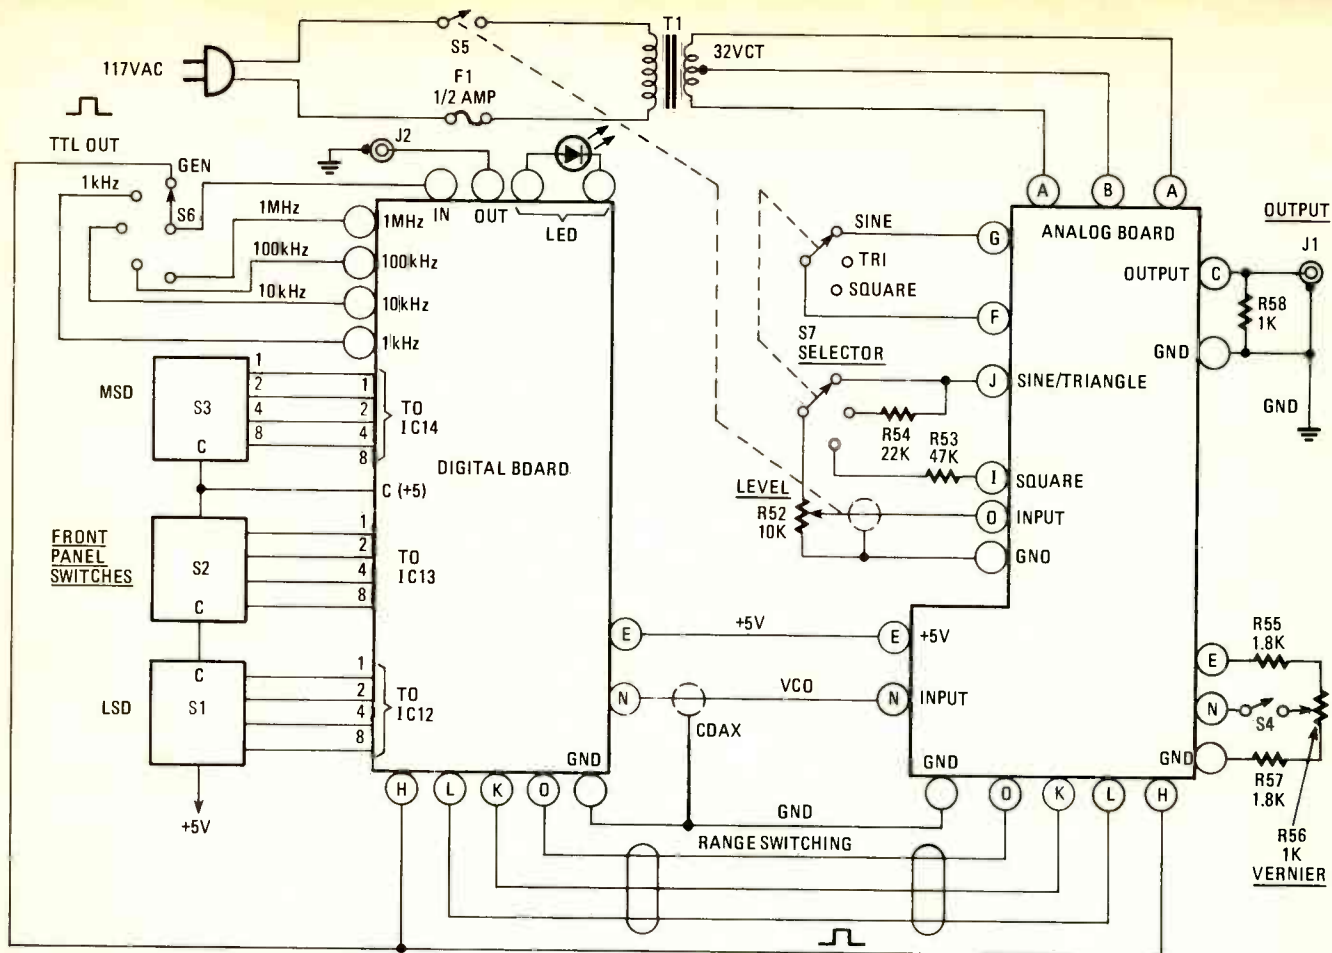 117VAC
S5
F1
1/2 AMP
T1
32VCT
TTL OUT
GEN
S6
1kHz
1MHz
100kHz
10kHz
J2
IN
OUT
LED
1MHz
100kHz
10kHz
1kHz
MSD
S3
C
1
2
4
8
1
2
4
8
TO
IC14
DIGITAL BOARD
C (+5)
FRONT
PANEL
SWITCHES
S2
C
1
2
4
8
TO
IC13
LSD
C
S1
1
2
4
8
TO
IC12
+5V
H
L
K
O
GND
E
+5V
E
+5V
N
VCO
N
INPUT
CDAX
GND
RANGE SWITCHING
A
B
A
ANALOG BOARD
SINE
TRI
SQUARE
G
F
S7
SELECTOR
J
SINE/TRIANGLE
R54
22K
R53
47K
I
SQUARE
LEVEL
R52
10K
O
INPUT
GNO
OUTPUT
C
OUTPUT
J1
R58
1K
GND
GND
E
R55
1.8K
N
S4
GND
R57
1.8K
R56
1K
VERNIER
GND
O
K
L
H